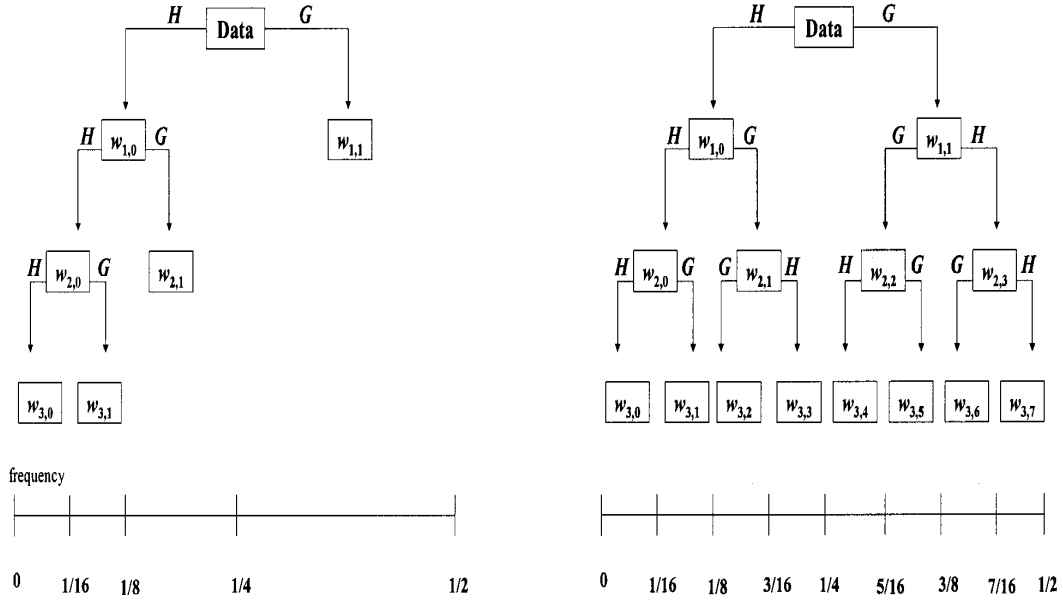 H Data G H Data G
H w1,0 G w1,1 H w1,0 G G w1,1 H
H w2,0 G w2,1 H w2,0 G G w2,1 H H w2,2 G G w2,3 H
w3,0 w3,1 w3,0 w3,1 w3,2 w3,3 w3,4 w3,5 w3,6 w3,7
frequency
0 1/16 1/8 1/4 1/2 0 1/16 1/8 3/16 1/4 5/16 3/8 7/16 1/2